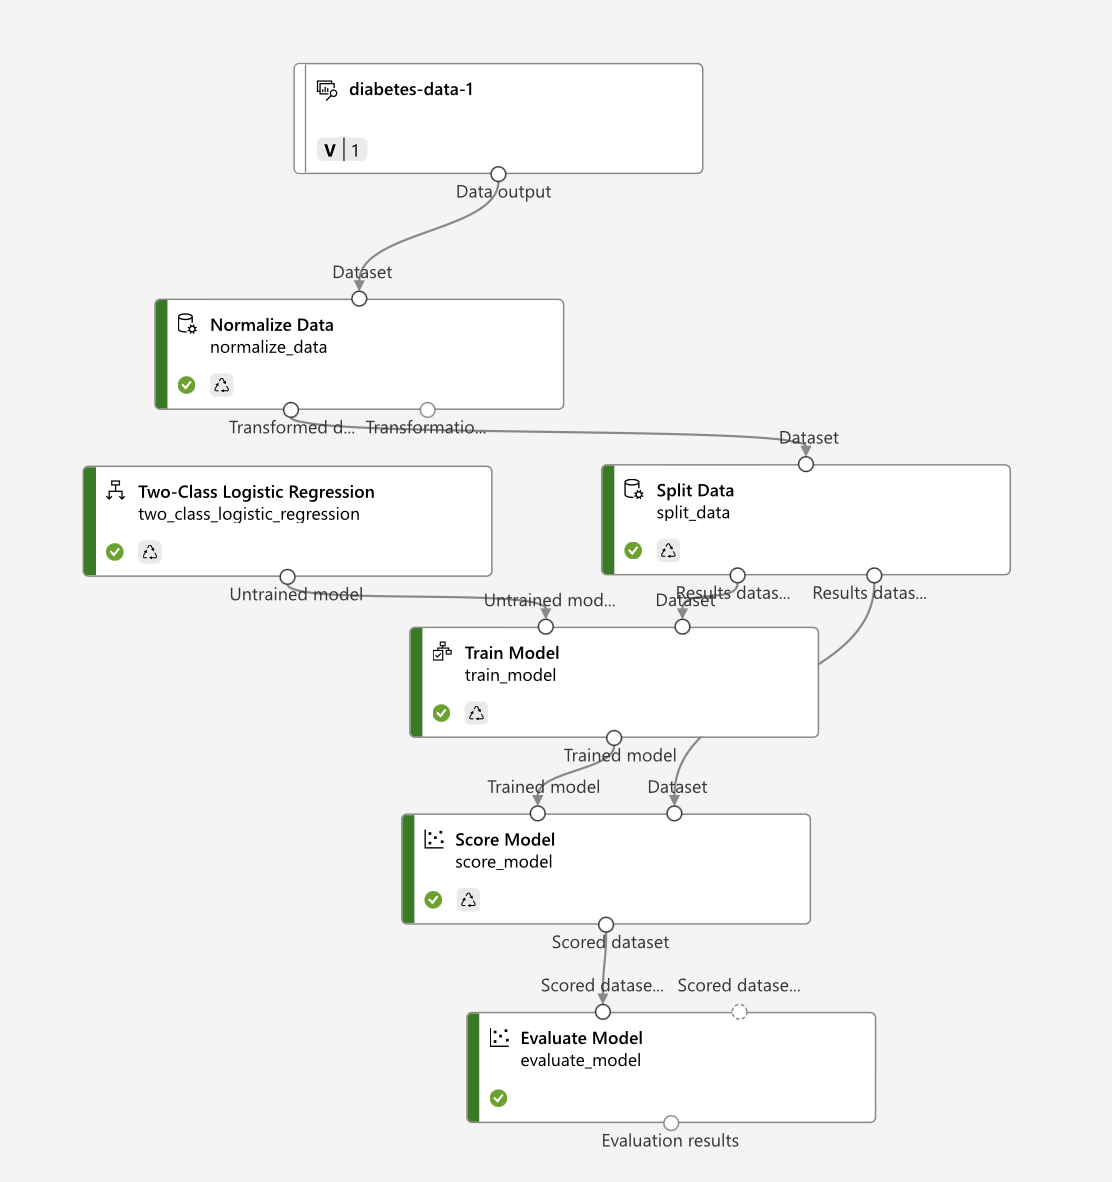 diabetes-data-1
V 1
Data output
Dataset
Normalize Data
normalize_data
Transformed d... Transformatio...
Dataset
Two-Class Logistic Regression
two_class_logistic_regression
Untrained model
Split Data
split_data
Results datas... Results datas...
Untrained mod... Dataset
Train Model
train_model
Trained model
Trained model Dataset
Score Model
score_model
Scored dataset
Scored datase... Scored datase...
Evaluate Model
evaluate_model
Evaluation results